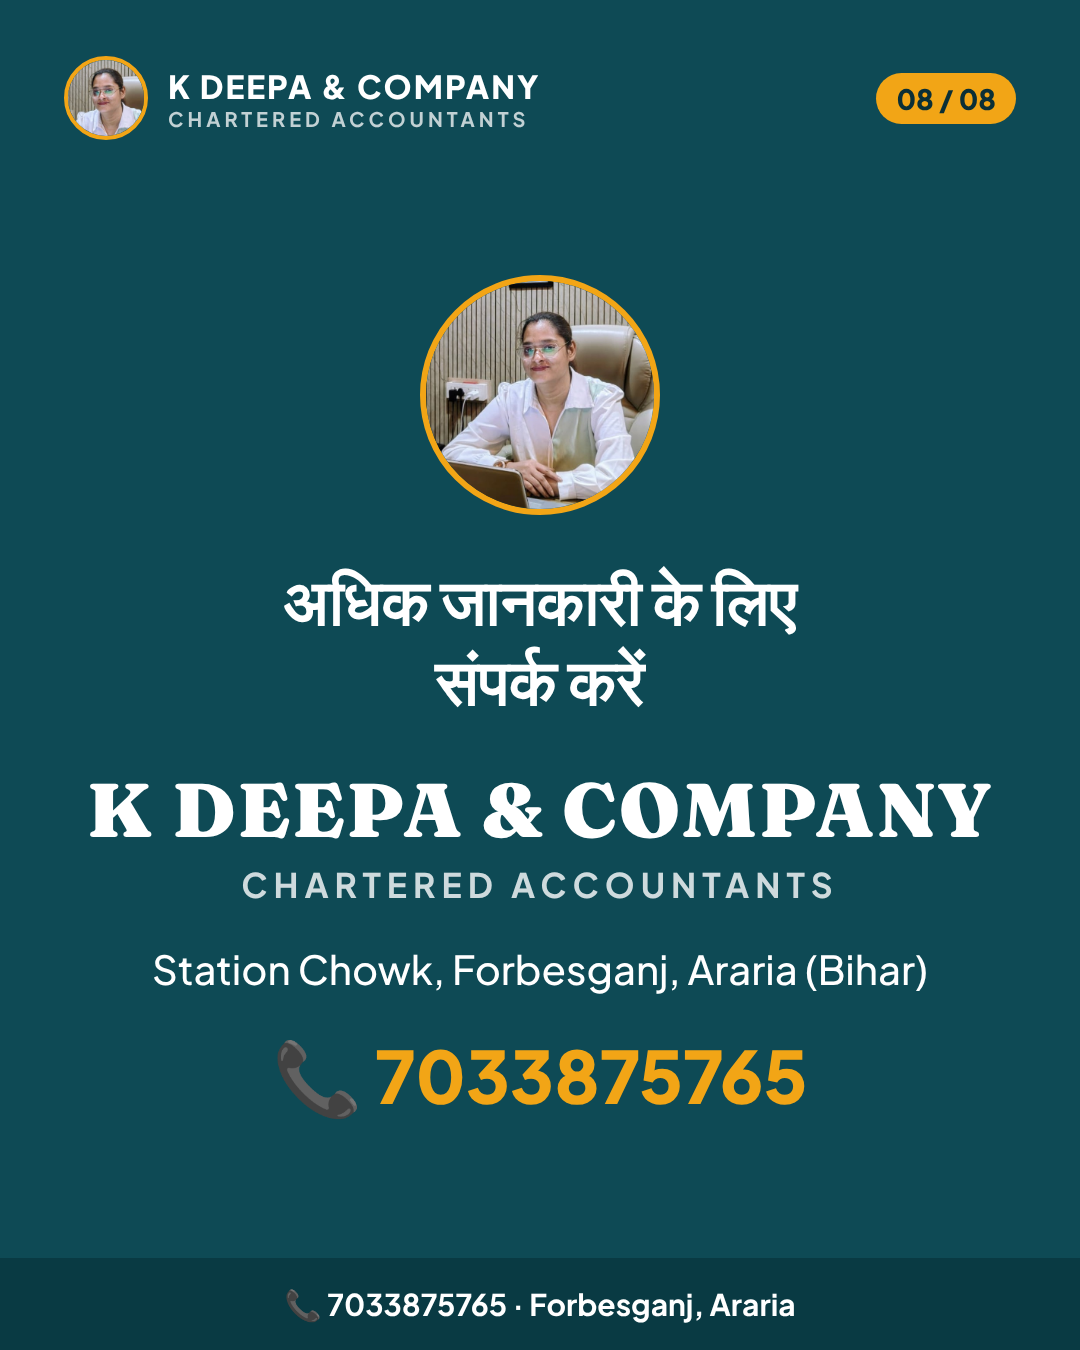 K DEEPA & COMPANY
CHARTERED ACCOUNTANTS
08 / 08
अधिक जानकारी के लिए
संपर्क करें
K DEEPA & COMPANY
CHARTERED ACCOUNTANTS
Station Chowk, Forbesganj, Araria (Bihar)
📞 7033875765
📞 7033875765 · Forbesganj, Araria